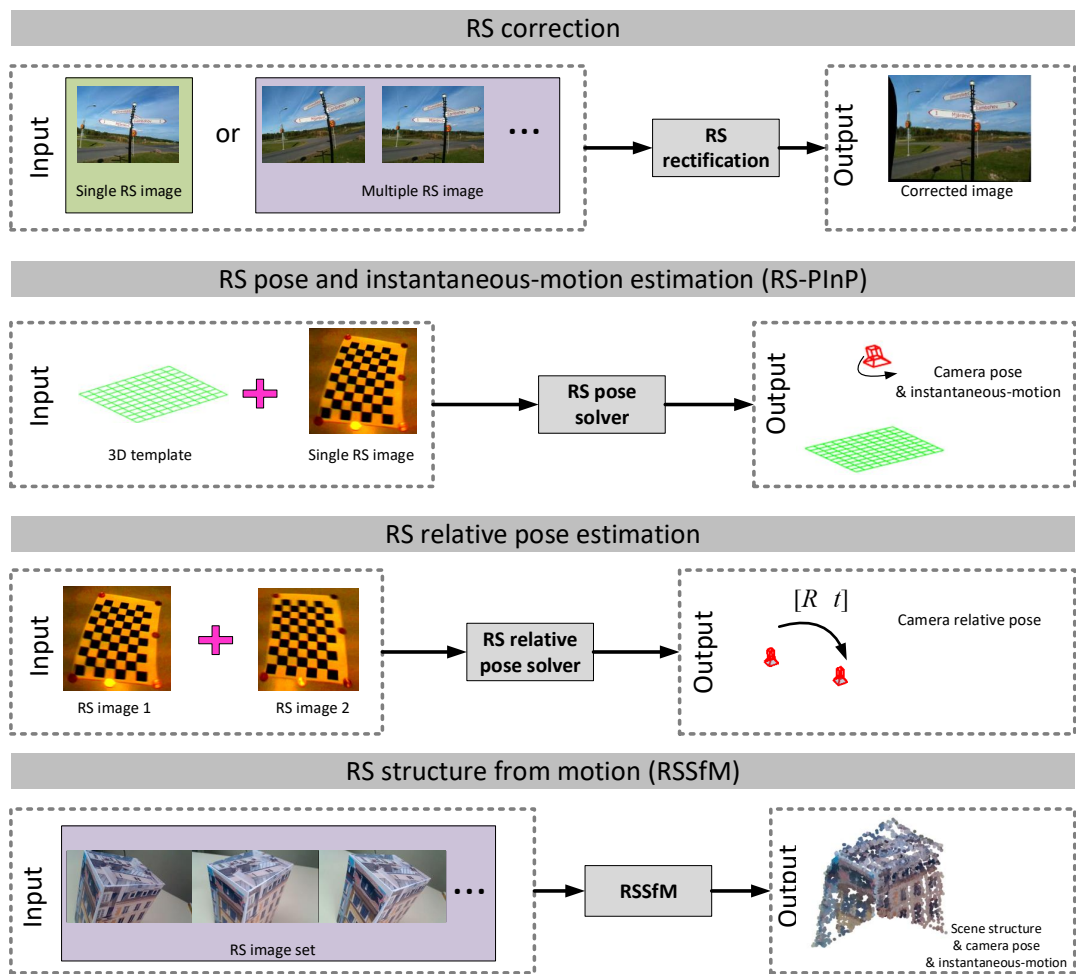 RS correction
Input
Single RS image
or
...
Multiple RS image
RS
rectification
Output
Corrected image
RS pose and instantaneous-motion estimation (RS-PInP)
Input
3D template
Single RS image
RS pose
solver
Output
Camera pose
& instantaneous-motion
RS relative pose estimation
Input
RS image 1
RS image 2
RS relative
pose solver
Output
[R t]
Camera relative pose
RS structure from motion (RSSfM)
Input
...
RS image set
RSSfM
Output
Scene structure
& camera pose
& instantaneous-motion